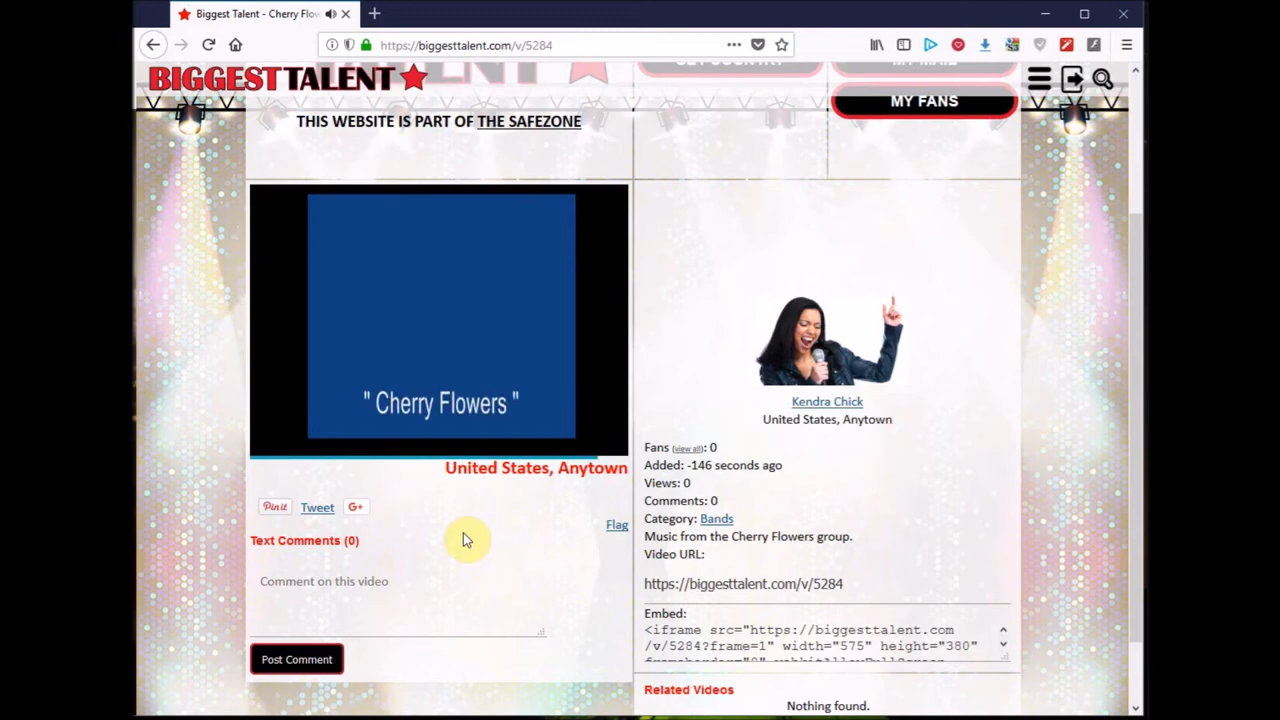 Biggest Talent - Cherry Flow
https://biggesttalent.com/v/5284
BIGGESTTALENT
MY FANS
THIS WEBSITE IS PART OF THE SAFEZONE
" Cherry Flowers "
United States, Anytown
Pin it
Tweet
G+
Flag
Text Comments (0)
Comment on this video
Post Comment
Kendra Chick
United States, Anytown
Fans (view all): 0
Added: -146 seconds ago
Views: 0
Comments: 0
Category: Bands
Music from the Cherry Flowers group.
Video URL:
https://biggesttalent.com/v/5284
Embed:
<iframe src="https://biggesttalent.com
/v/5284?frame=1" width="575" height="380"
Related Videos
Nothing found.